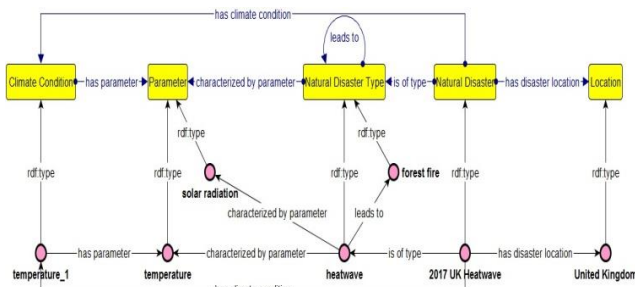 has climate condition
leads to
Climate Condition
has parameter
Parameter
characterized by parameter
Natural Disaster Type
is of type
Natural Disaster
has disaster location
Location
rdf:type
rdf:type
rdf:type
rdf:type
rdf:type
rdf:type
rdf:type
rdf:type
solar radiation
forest fire
characterized by parameter
leads to
has parameter
characterized by parameter
is of type
has disaster location
temperature_1
temperature
heatwave
2017 UK Heatwave
United Kingdom